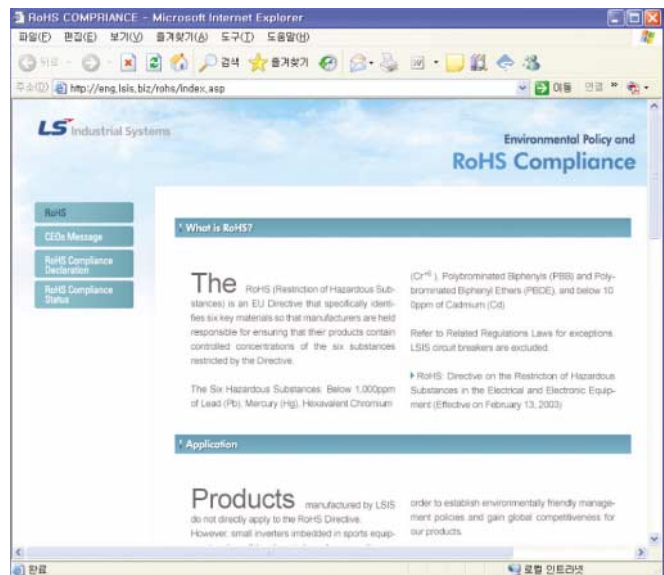 RoHS COMPRIANCE - Microsoft Internet Explorer
파일(F) 편집(E) 보기(V) 즐겨찾기(A) 도구(T) 도움말(H)
뒤로 검색 즐겨찾기
주소(D) http://eng.lsis.biz/rohs/index.asp 이동 연결 »
LS Industrial Systems
Environmental Policy and
RoHS Compliance
RoHS
CEOs Message
RoHS Compliance
Declaration
RoHS Compliance
Status
What is RoHS?
The RoHS (Restriction of Hazardous Sub-
stances) is an EU Directive that specifically identi-
fies six key materials so that manufacturers are held
responsible for ensuring that their products contain
controlled concentrations of the six substances
restricted by the Directive.
The Six Hazardous Substances: Below 1,000ppm
of Lead (Pb), Mercury (Hg), Hexavalent Chromium
(Cr+6 ), Polybrominated Biphenyls (PBB) and Poly-
brominated Biphenyl Ethers (PBDE), and below 10
0ppm of Cadmium (Cd)
Refer to Related Regulations Laws for exceptions.
LSIS circuit breakers are excluded.
RoHS: Directive on the Restriction of Hazardous
Substances in the Electrical and Electronic Equip-
ment (Effective on February 13, 2003)
Application
Products manufactured by LSIS
do not directly apply to the RoHS Directive.
However, small inverters imbedded in sports equip-
order to establish environmentally friendly manage-
ment policies and gain global competitiveness for
our products.
완료 로컬 인트라넷